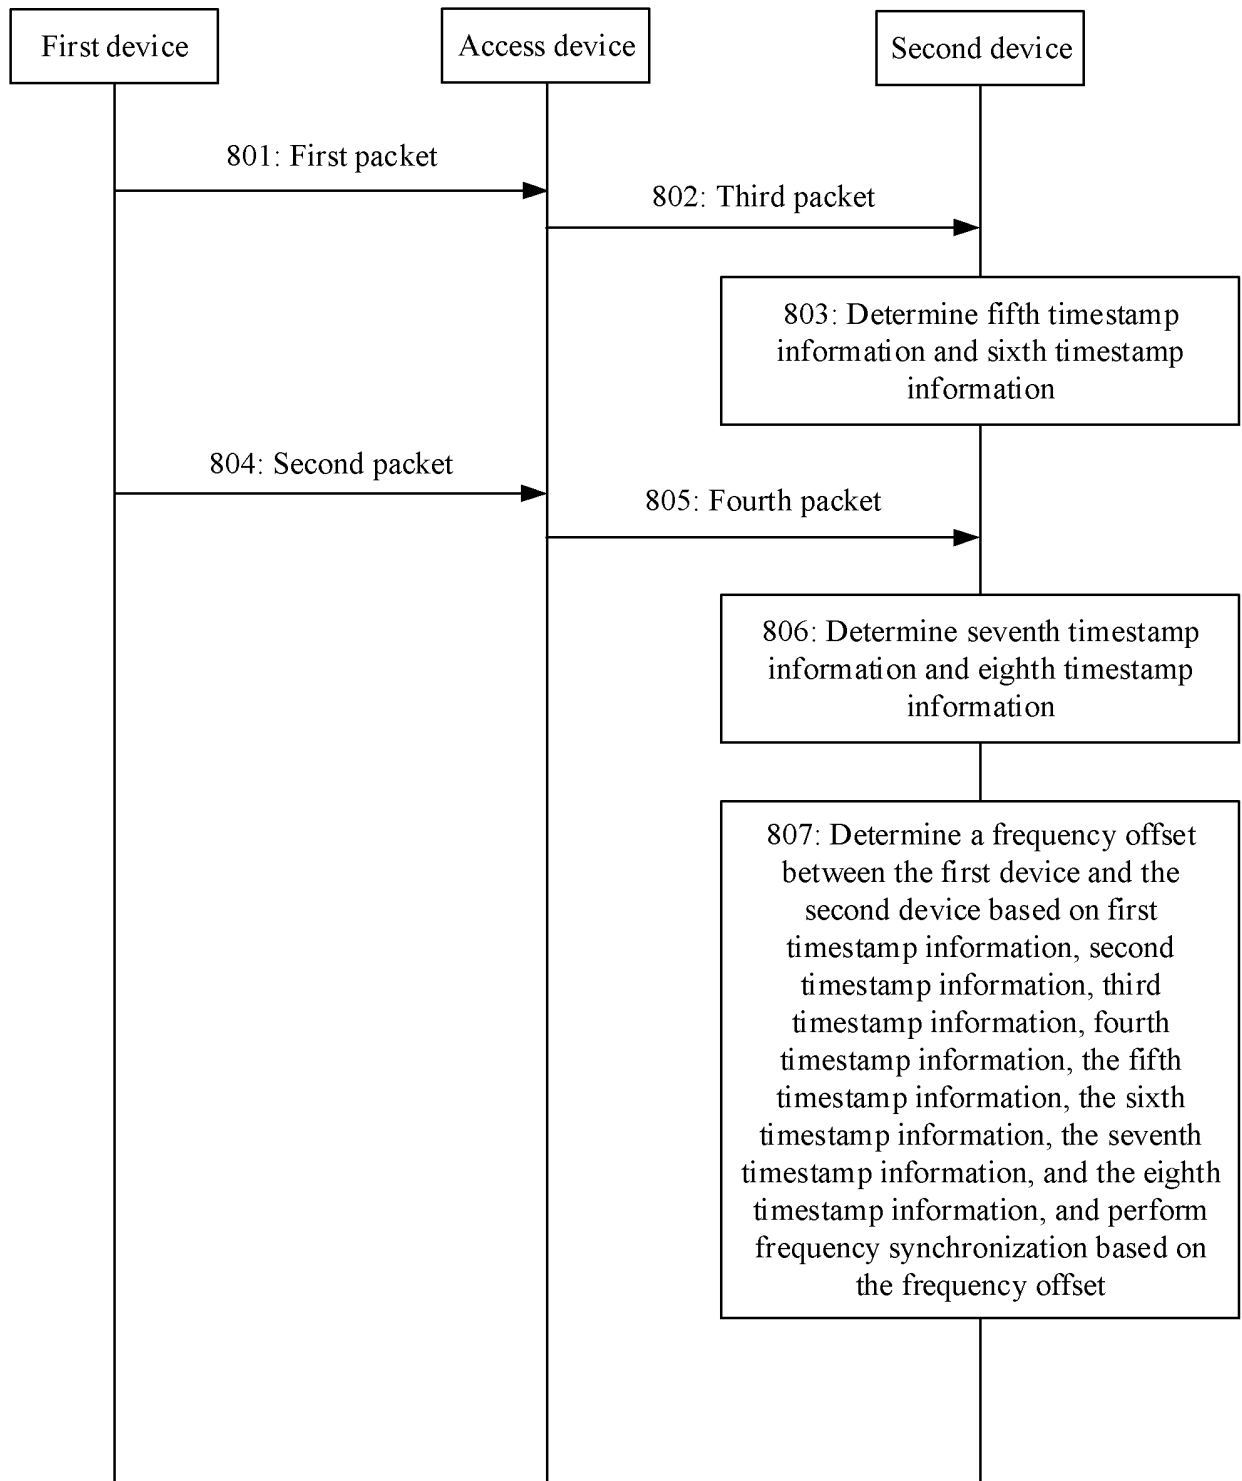 First device
Access device
Second device
801: First packet
802: Third packet
803: Determine fifth timestamp
information and sixth timestamp
information
804: Second packet
805: Fourth packet
806: Determine seventh timestamp
information and eighth timestamp
information
807: Determine a frequency offset
between the first device and the
second device based on first
timestamp information, second
timestamp information, third
timestamp information, fourth
timestamp information, the fifth
timestamp information, the sixth
timestamp information, the seventh
timestamp information, and the eighth
timestamp information, and perform
frequency synchronization based on
the frequency offset